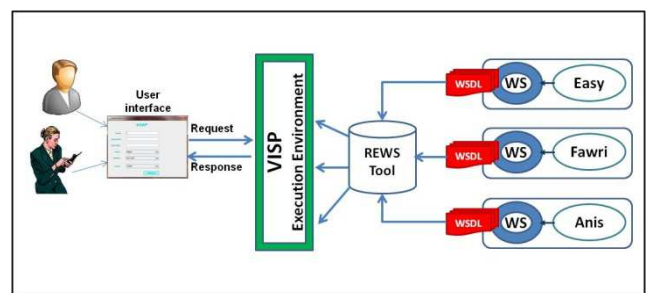 User
interface
Request
Response
VISP
Execution Environment
REWS
Tool
WSDL
WS
Easy
WSDL
WS
Fawri
WSDL
WS
Anis